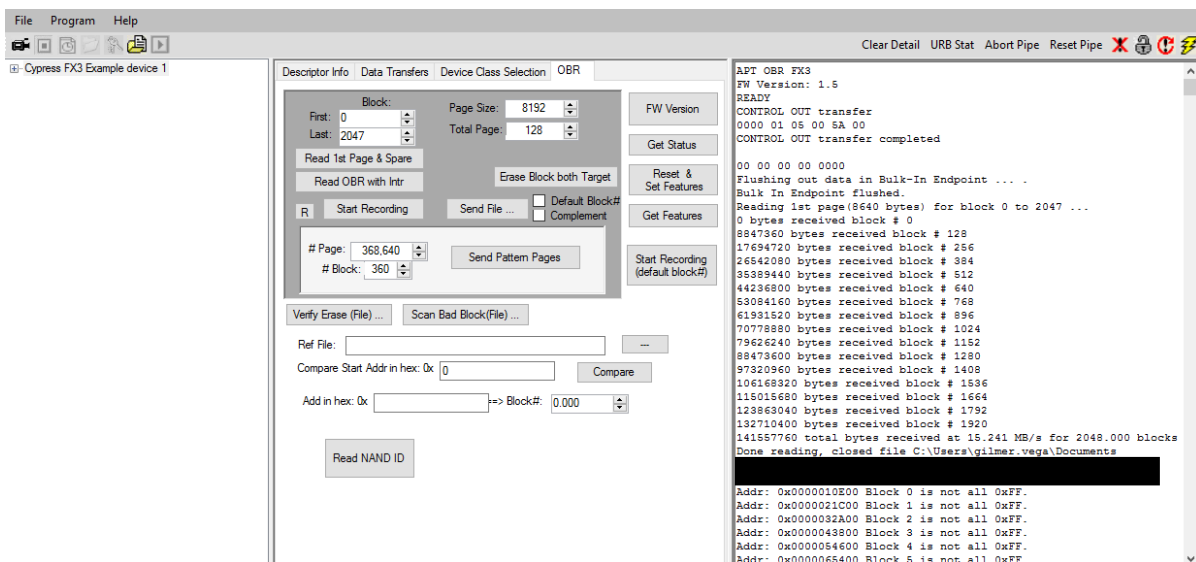 File Program Help
Clear Detail URB Stat Abort Pipe Reset Pipe
Cypress FX3 Example device 1
Descriptor Info Data Transfers Device Class Selection OBR
Block:
First: 0
Last: 2047
Page Size: 8192
Total Page: 128
Read 1st Page & Spare
Read OBR with Intr
Erase Block both Target
R
Start Recording
Send File ...
Default Block#
Complement
# Page: 368,640
# Block: 360
Send Pattern Pages
FW Version
Get Status
Reset &
Set Features
Get Features
Start Recording
(default block#)
Verify Erase (File) ...
Scan Bad Block(File) ...
Ref File:
...
Compare Start Addr in hex: 0x 0
Compare
Add in hex: 0x ==> Block#: 0.000
Read NAND ID
APT OBR FX3
FW Version: 1.5
READY
CONTROL OUT transfer
0000 01 05 00 5A 00
CONTROL OUT transfer completed
00 00 00 00 0000
Flushing out data in Bulk-In Endpoint ... .
Bulk In Endpoint flushed.
Reading 1st page(8640 bytes) for block 0 to 2047 ...
0 bytes received block # 0
8847360 bytes received block # 128
17694720 bytes received block # 256
26542080 bytes received block # 384
35389440 bytes received block # 512
44236800 bytes received block # 640
53084160 bytes received block # 768
61931520 bytes received block # 896
70778880 bytes received block # 1024
79626240 bytes received block # 1152
88473600 bytes received block # 1280
97320960 bytes received block # 1408
106168320 bytes received block # 1536
115015680 bytes received block # 1664
123863040 bytes received block # 1792
132710400 bytes received block # 1920
141557760 total bytes received at 15.241 MB/s for 2048.000 blocks
Done reading, closed file C:\Users\gilmer.vega\Documents
Addr: 0x0000010E00 Block 0 is not all 0xFF.
Addr: 0x0000021C00 Block 1 is not all 0xFF.
Addr: 0x0000032A00 Block 2 is not all 0xFF.
Addr: 0x0000043800 Block 3 is not all 0xFF.
Addr: 0x0000054600 Block 4 is not all 0xFF.
Addr: 0x0000065400 Block 5 is not all 0xFF.